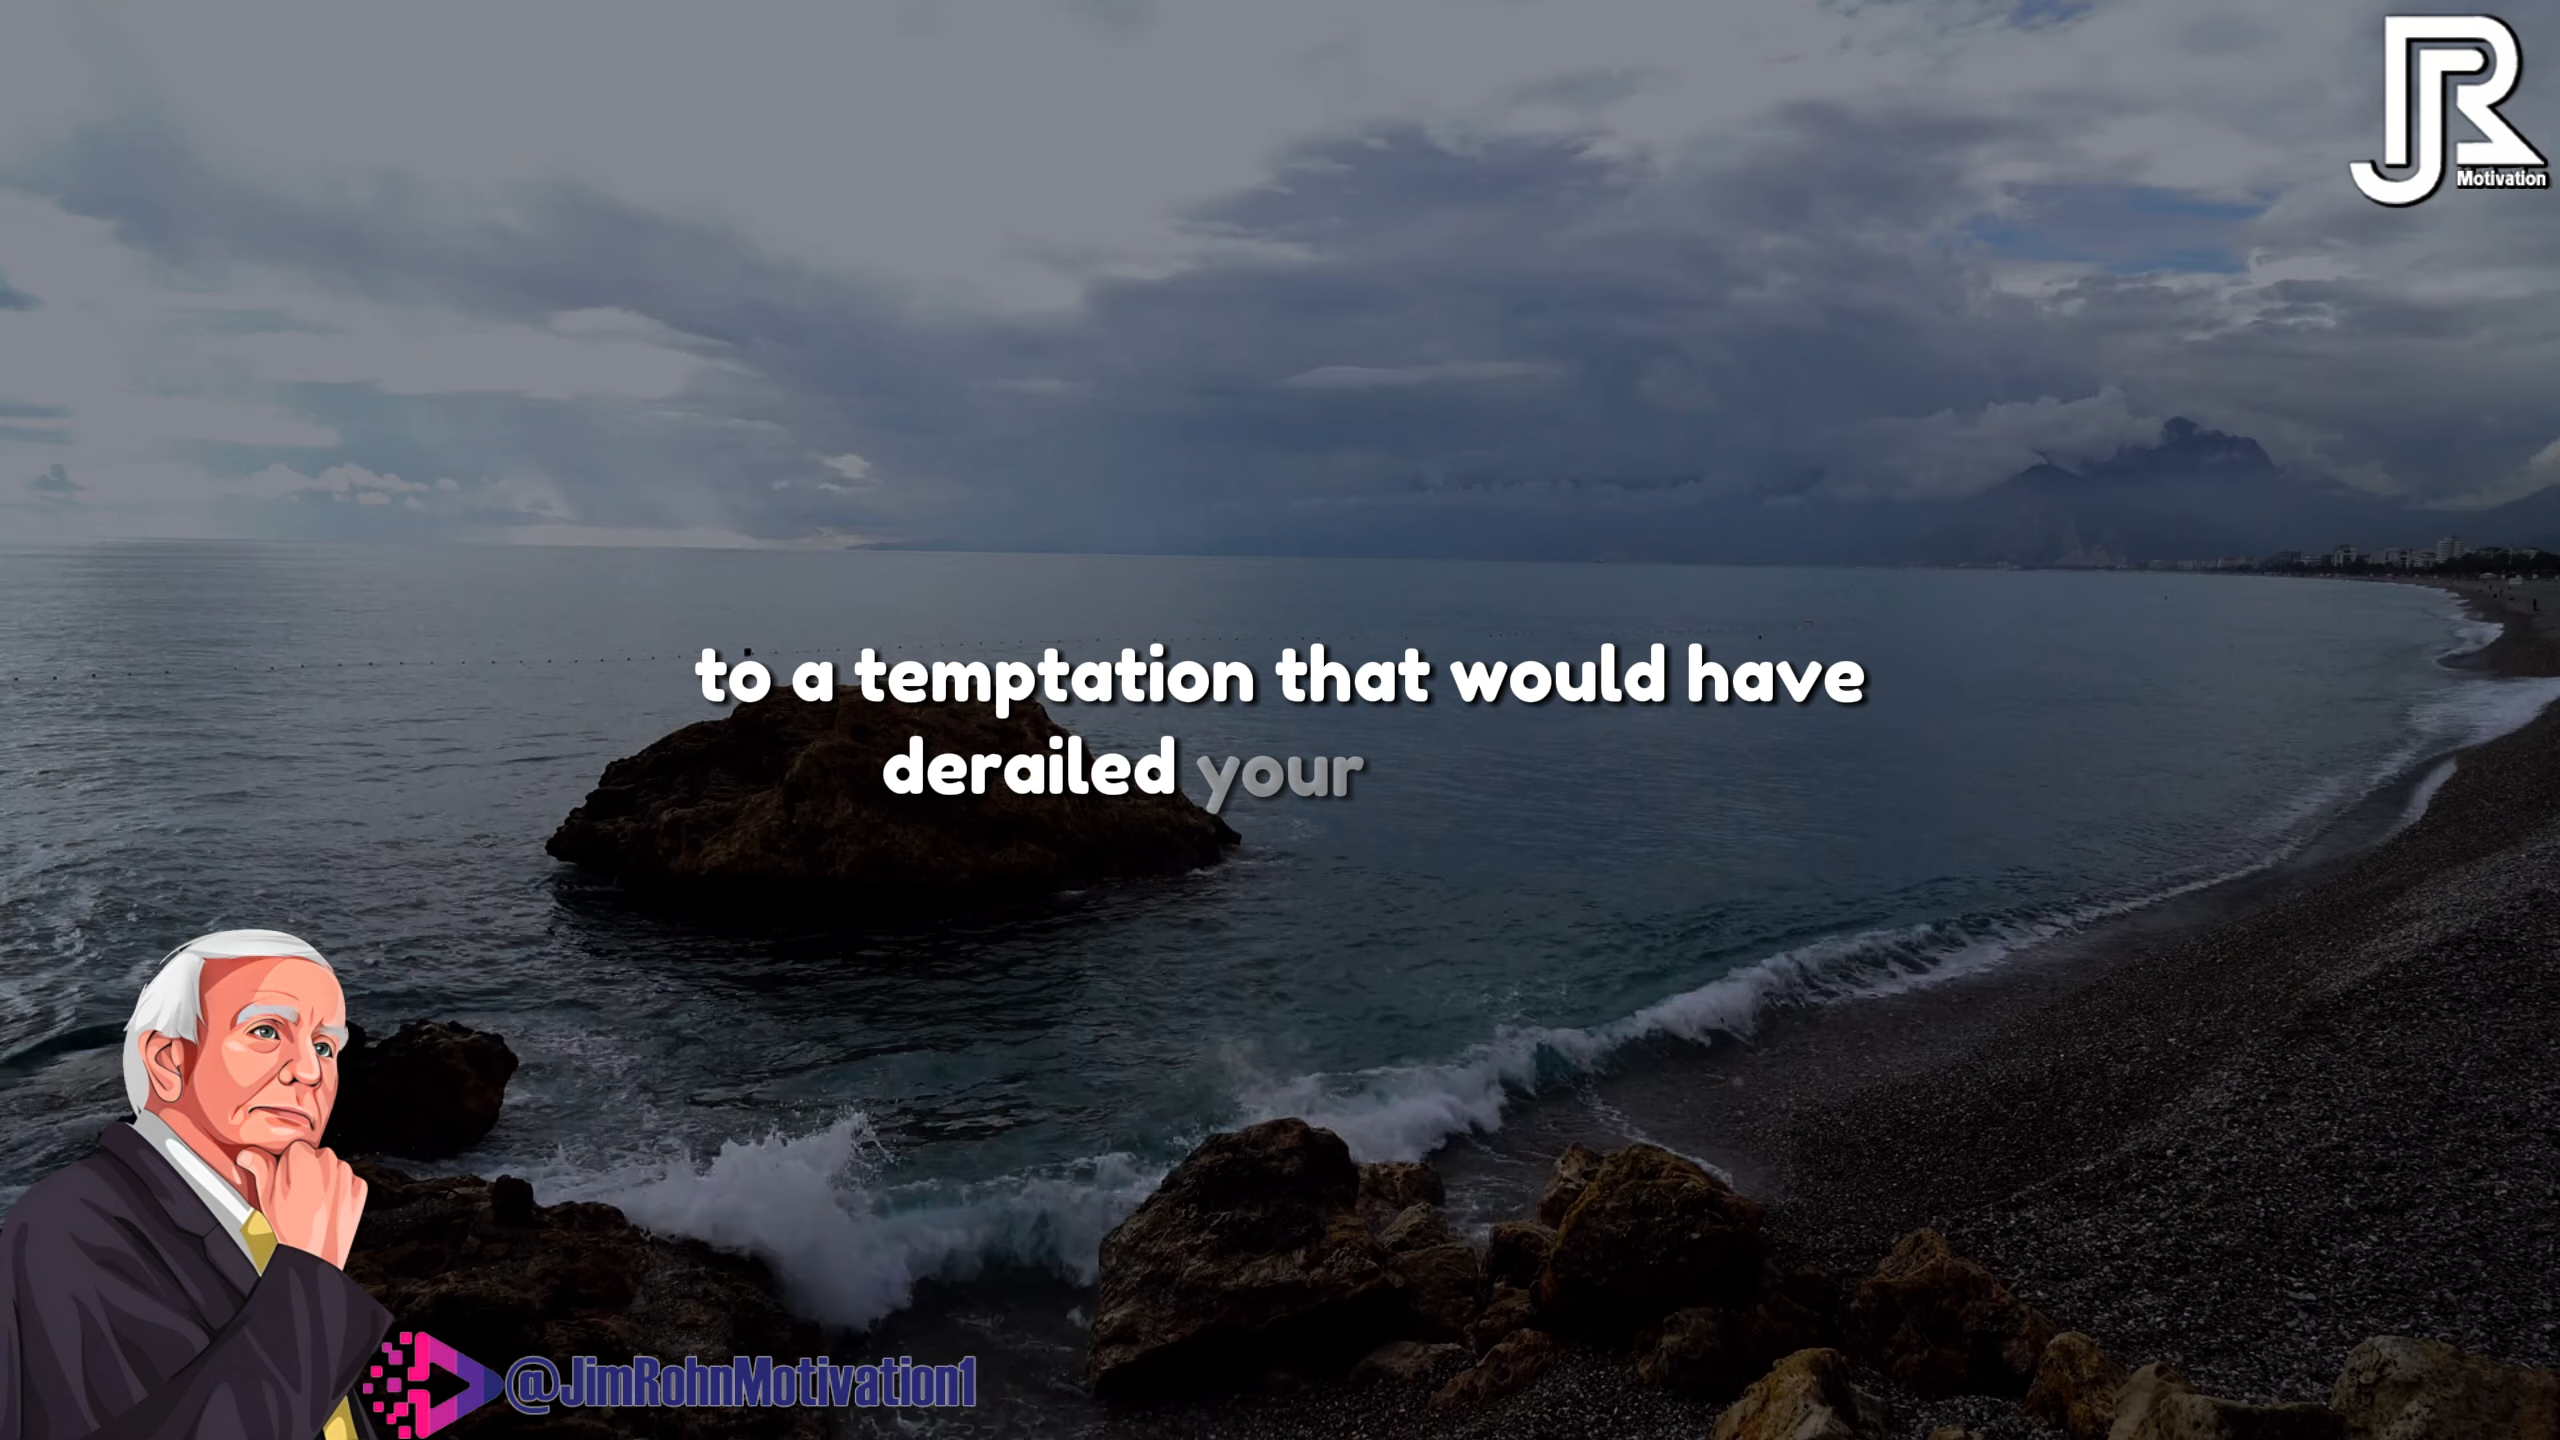 JR
Motivation
to a temptation that would have
derailed your
@JimRohnMotivation1